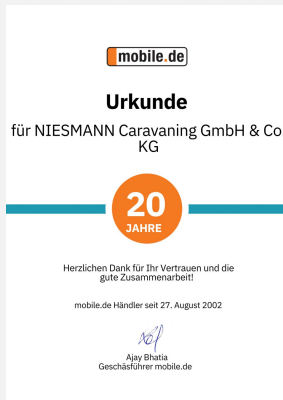 mobile.de
Urkunde
für NIESMANN Caravaning GmbH & Co
KG
20
JAHRE
Herzlichen Dank für Ihr Vertrauen und die
gute Zusammenarbeit!
mobile.de Händler seit 27. August 2002
Ajay Bhatia
Geschäsführer mobile.de